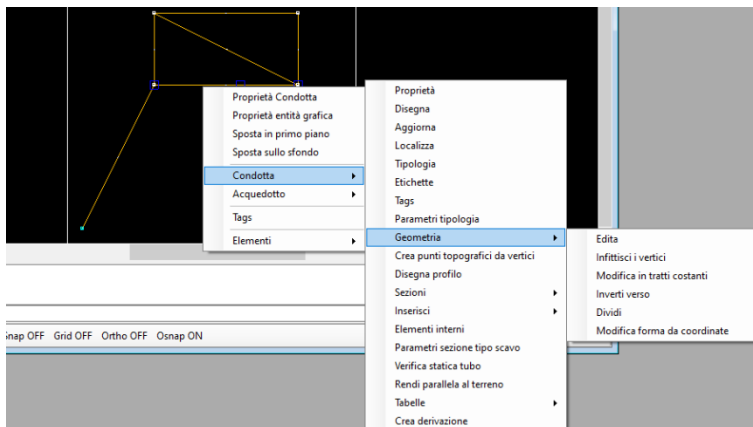 Proprietà Condotta
Proprietà entità grafica
Sposta in primo piano
Sposta sullo sfondo
Condotta
Acquedotto
Tags
Elementi
Proprietà
Disegna
Aggiorna
Localizza
Tipologia
Etichette
Tags
Parametri tipologia
Geometria
Crea punti topografici da vertici
Disegna profilo
Sezioni
Inserisci
Elementi interni
Parametri sezione tipo scavo
Verifica statica tubo
Rendi parallela al terreno
Tabelle
Crea derivazione
Edita
Infittisci i vertici
Modifica in tratti costanti
Inverti verso
Dividi
Modifica forma da coordinate
Snap OFF Grid OFF Ortho OFF Osnap ON